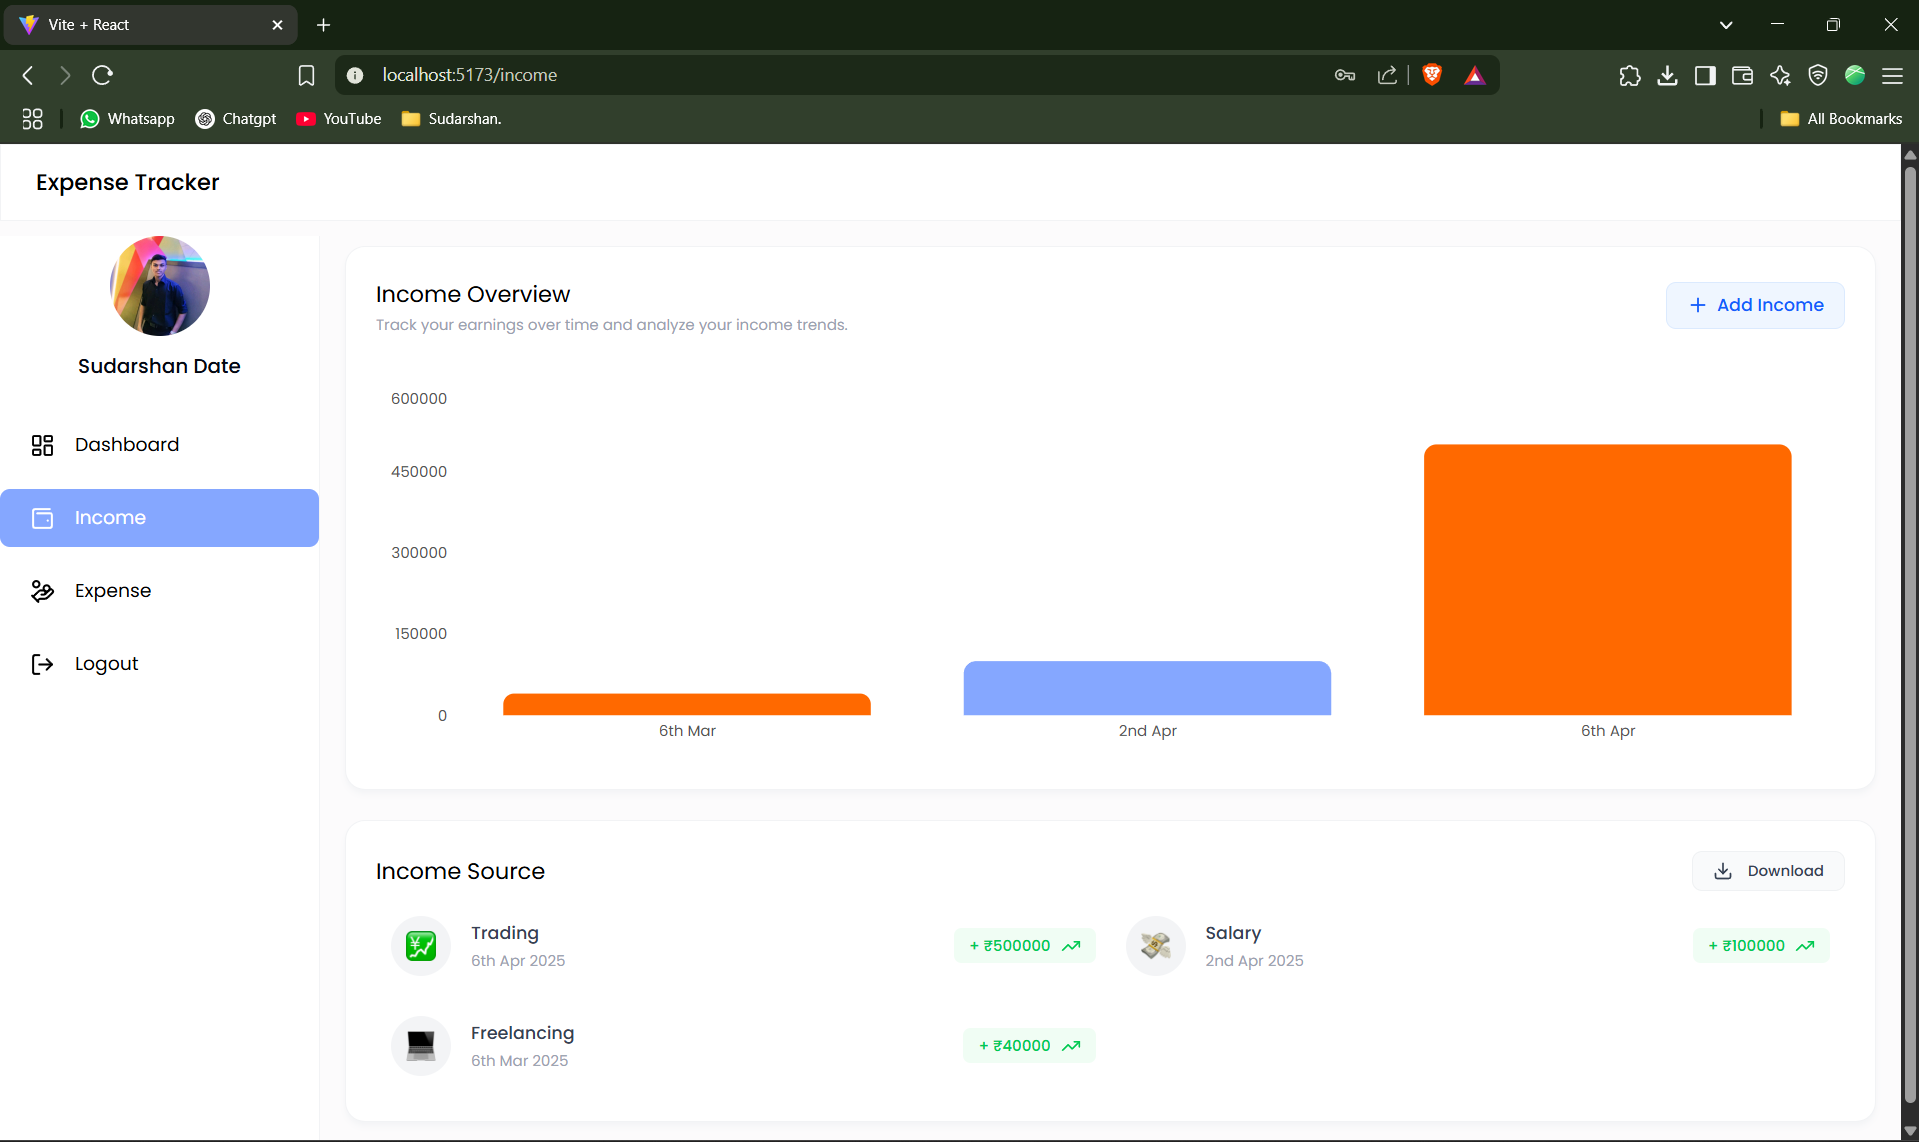 Vite + React
localhost:5173/income
Whatsapp
Chatgpt
YouTube
Sudarshan.
All Bookmarks
Expense Tracker
Sudarshan Date
Dashboard
Income
Expense
Logout
Income Overview
Track your earnings over time and analyze your income trends.
Add Income
600000
450000
300000
150000
0
6th Mar
2nd Apr
6th Apr
Income Source
Download
Trading
6th Apr 2025
+ ₹500000
Salary
2nd Apr 2025
+ ₹100000
Freelancing
6th Mar 2025
+ ₹40000